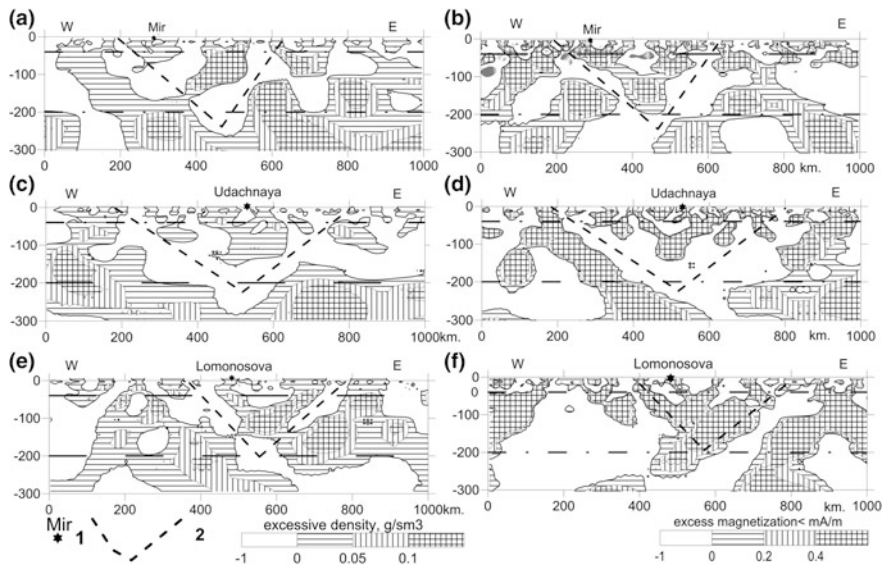 (a) W Mir E
0
-100
-200
-300
0 200 400 600 800 1000
(b) W Mir E
0
-100
-200
-300
0 200 400 600 800 km. 1000
(c) W Udachnaya E
0
-100
-200
-300
0 200 400 600 800 1000km.
(d) W Udachnaya E
0
-100
-200
-300
0 200 400 600 800 km. 1000
(e) W Lomonosova E
0
-100
-200
-300
0 200 400 600 800 1000km.
(f) W Lomonosova E
0
-100
-200
-300
0 200 400 600 800 km. 1000
Mir 1 2
excessive density, g/sm3
-1 0 0.05 0.1
excess magnetization< mA/m
-1 0 0.2 0.4